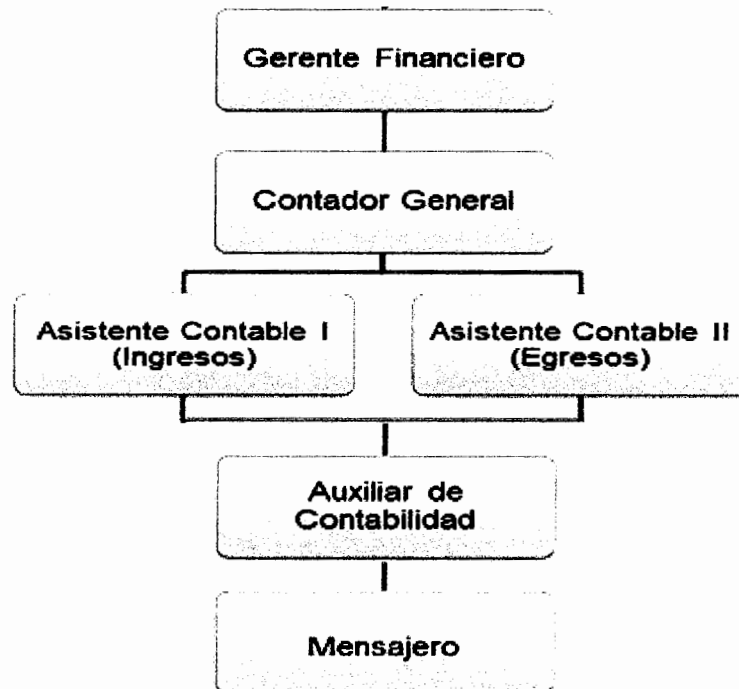 Gerente Financiero
Contador General
Asistente Contable I
(Ingresos)
Asistente Contable II
(Egresos)
Auxiliar de
Contabilidad
Mensajero